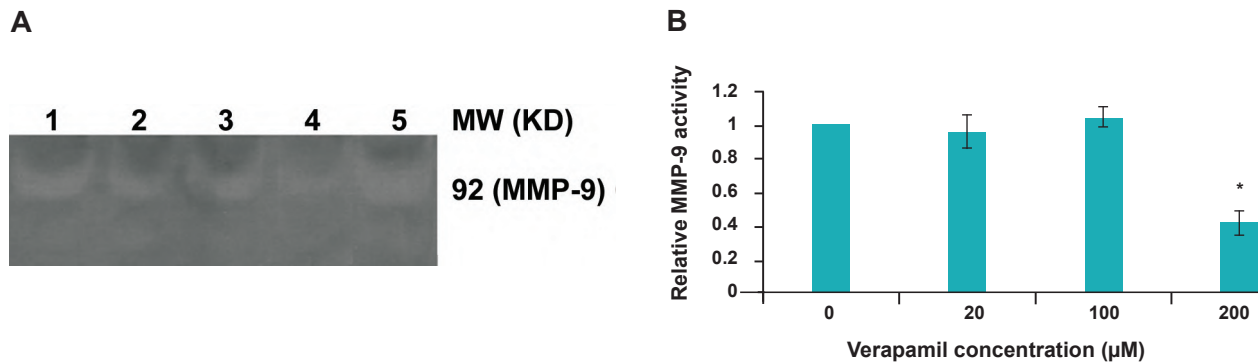 A
1 2 3 4 5 MW (KD)
92 (MMP-9)
B
Relative MMP-9 activity
1.2
1
0.8
0.6
0.4
0.2
0
*
0 20 100 200
Verapamil concentration (µM)